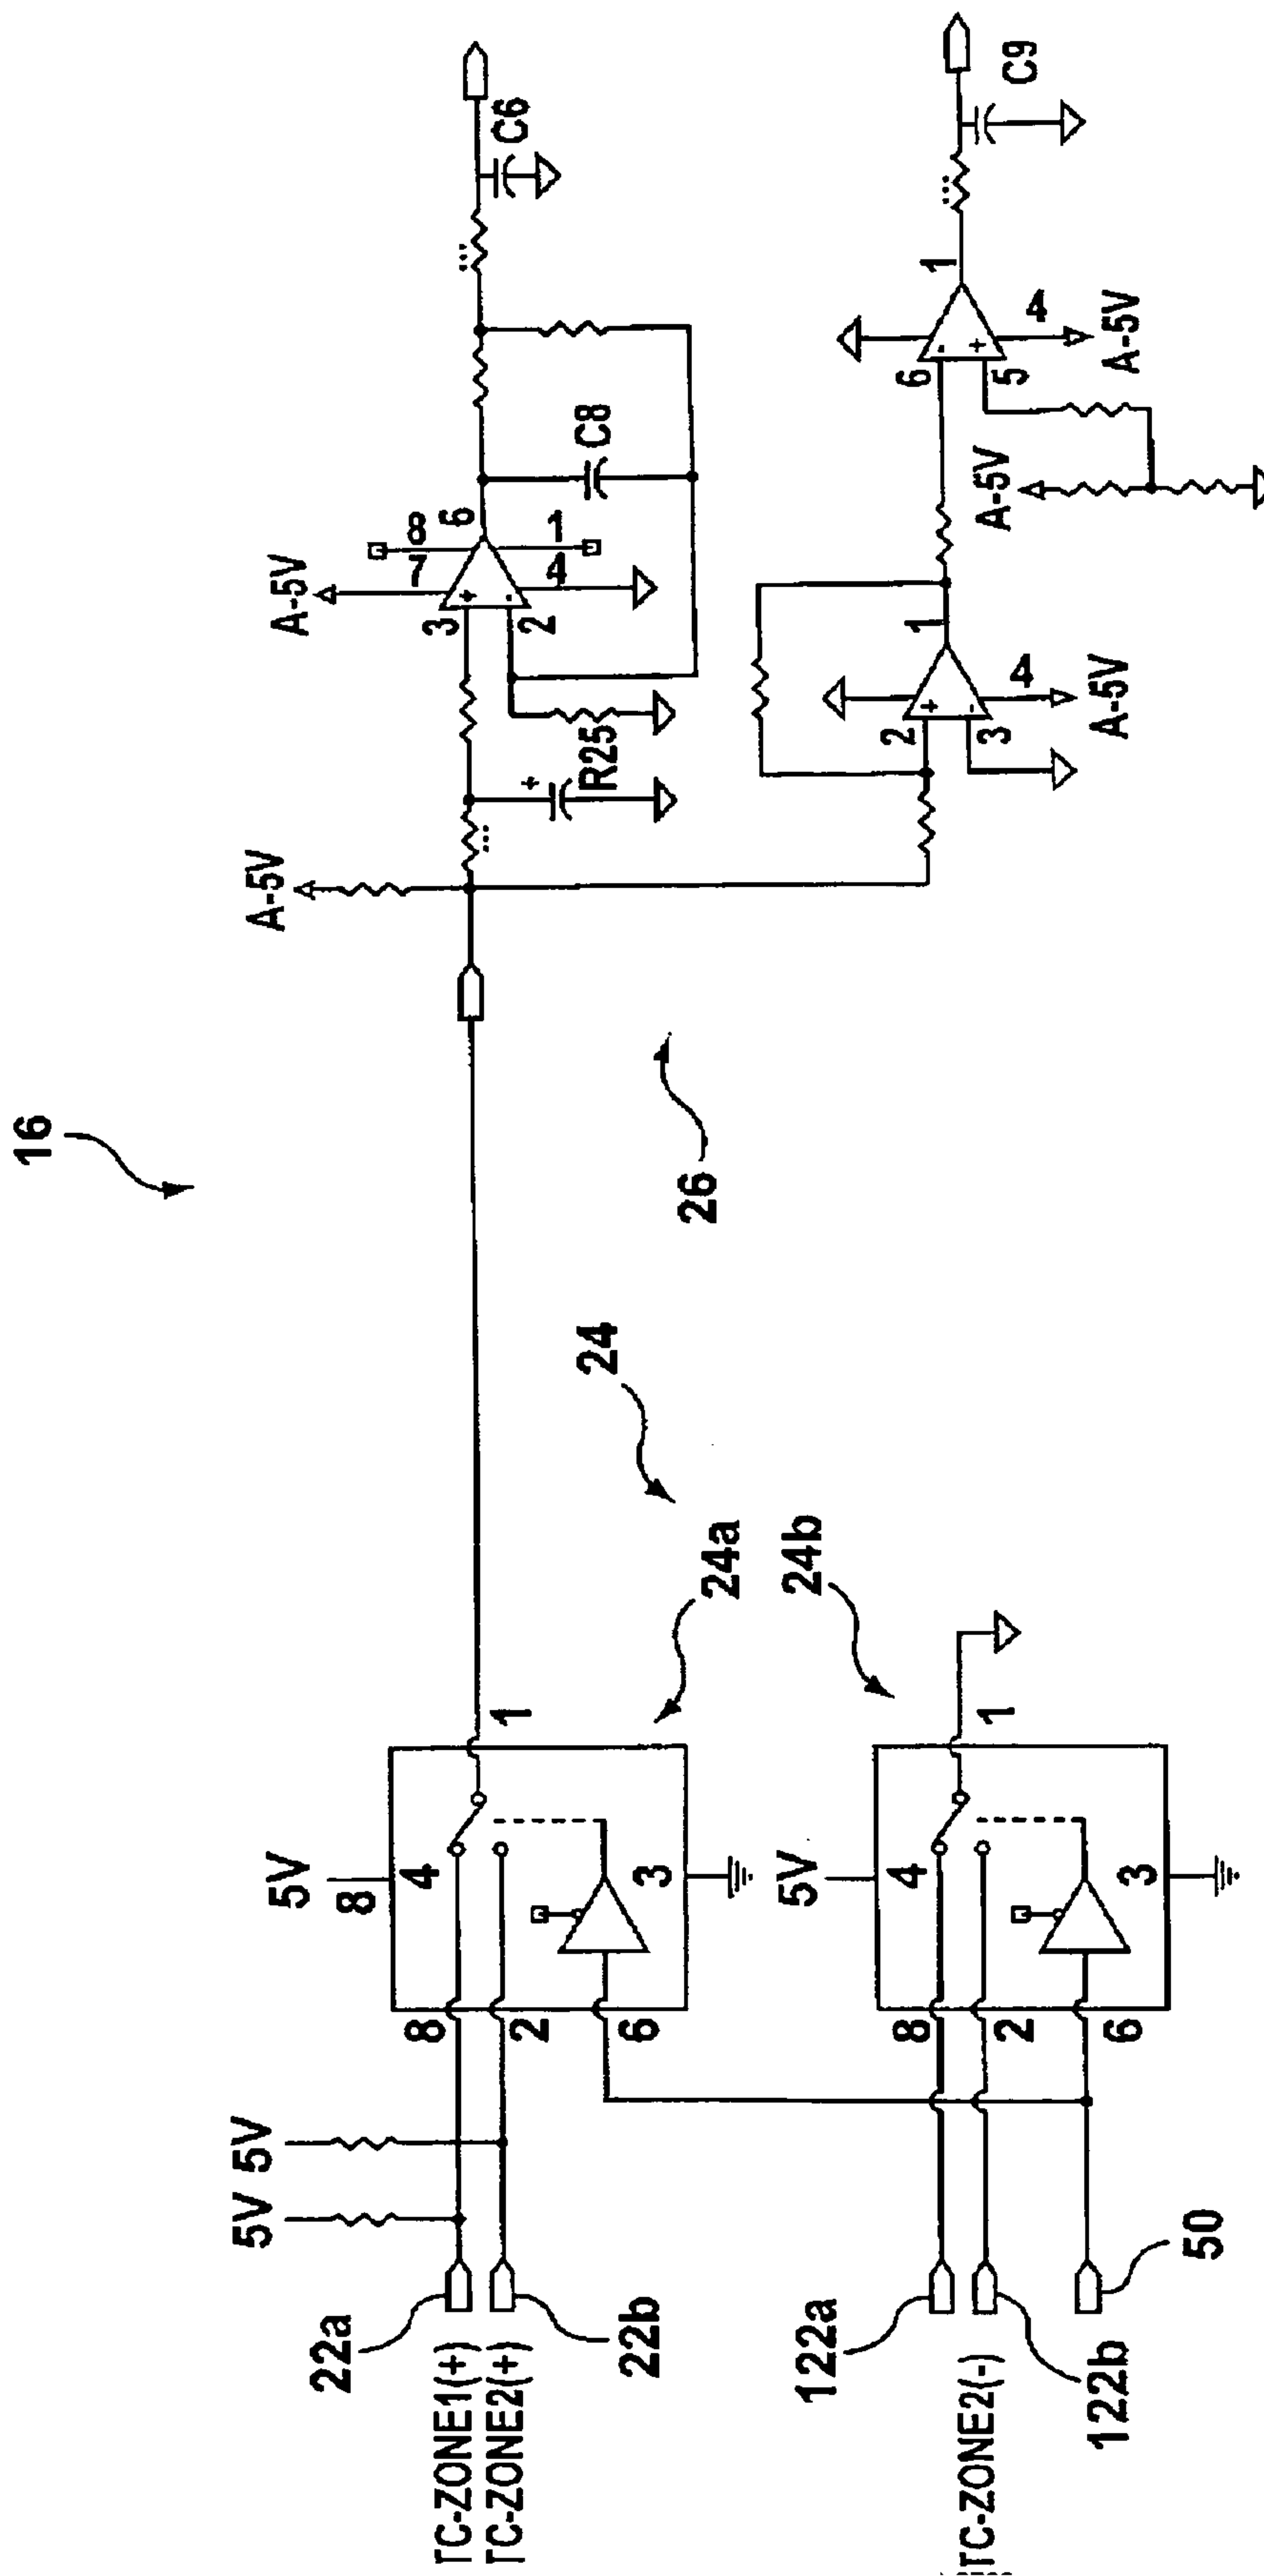 16
A-5V
A-5V
3
7
8
6
2
4
1
C8
C6
...
...
R25
+
+
-
26
2
3
1
4
A-5V
+
-
A-5V
6
5
1
4
A-5V
-
+
...
C9
24
24a
24b
5V
5V
5V
8
4
8
2
6
3
1
5V
4
8
2
6
3
1
22a
TC-ZONE1(+)
TC-ZONE2(+)
22b
122a
TC-ZONE2(-)
122b
50